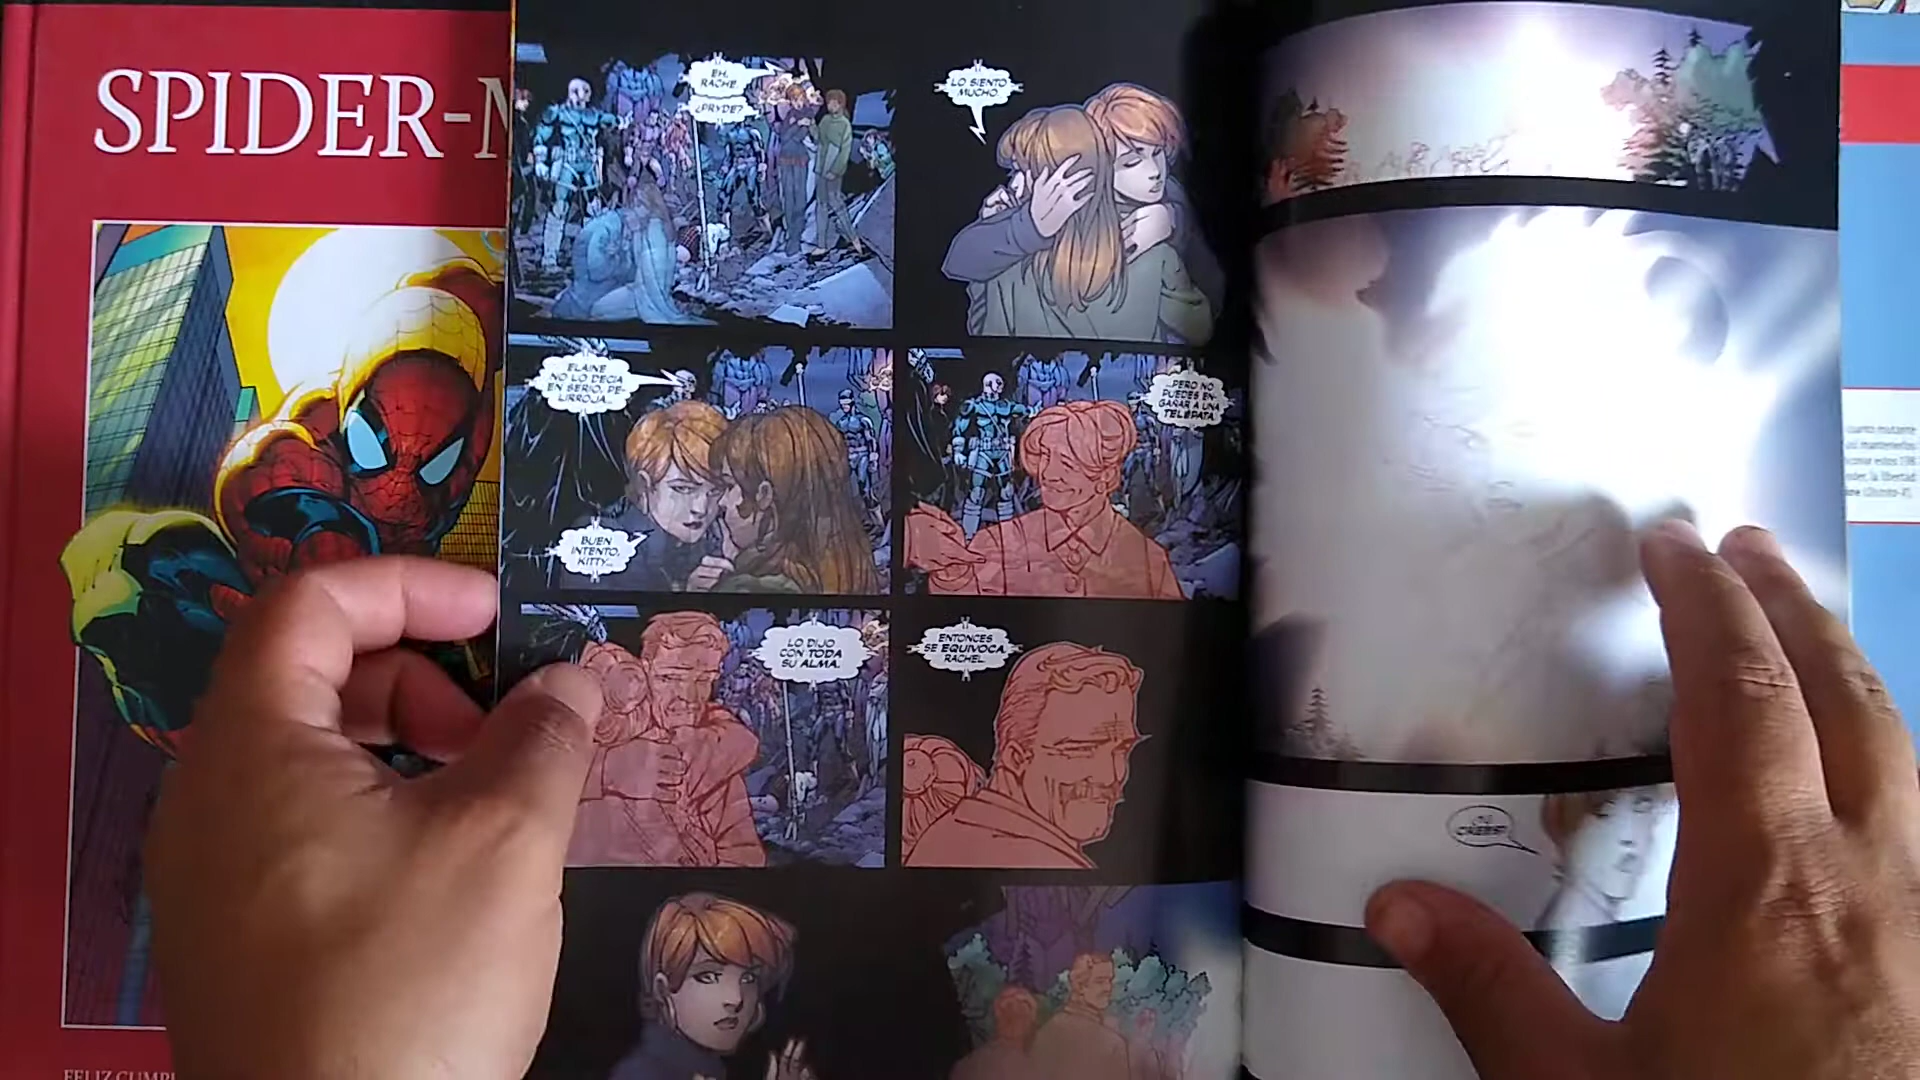 SPIDER-M
FELIZ CUMPL
EH,
RACHE.
¿PRYDE?
LO SIENTO
MUCHO.
ELAINE
NO LO DECÍA
EN SERIO, PE-
LIRROJA...
BUEN
INTENTO,
KITTY...
...PERO NO
PUEDES EN-
GAÑAR A UNA
TELÉPATA.
LO DIJO
CON TODA
SU ALMA.
ENTONCES
SE EQUIVOCA,
RACHEL.
CREES?